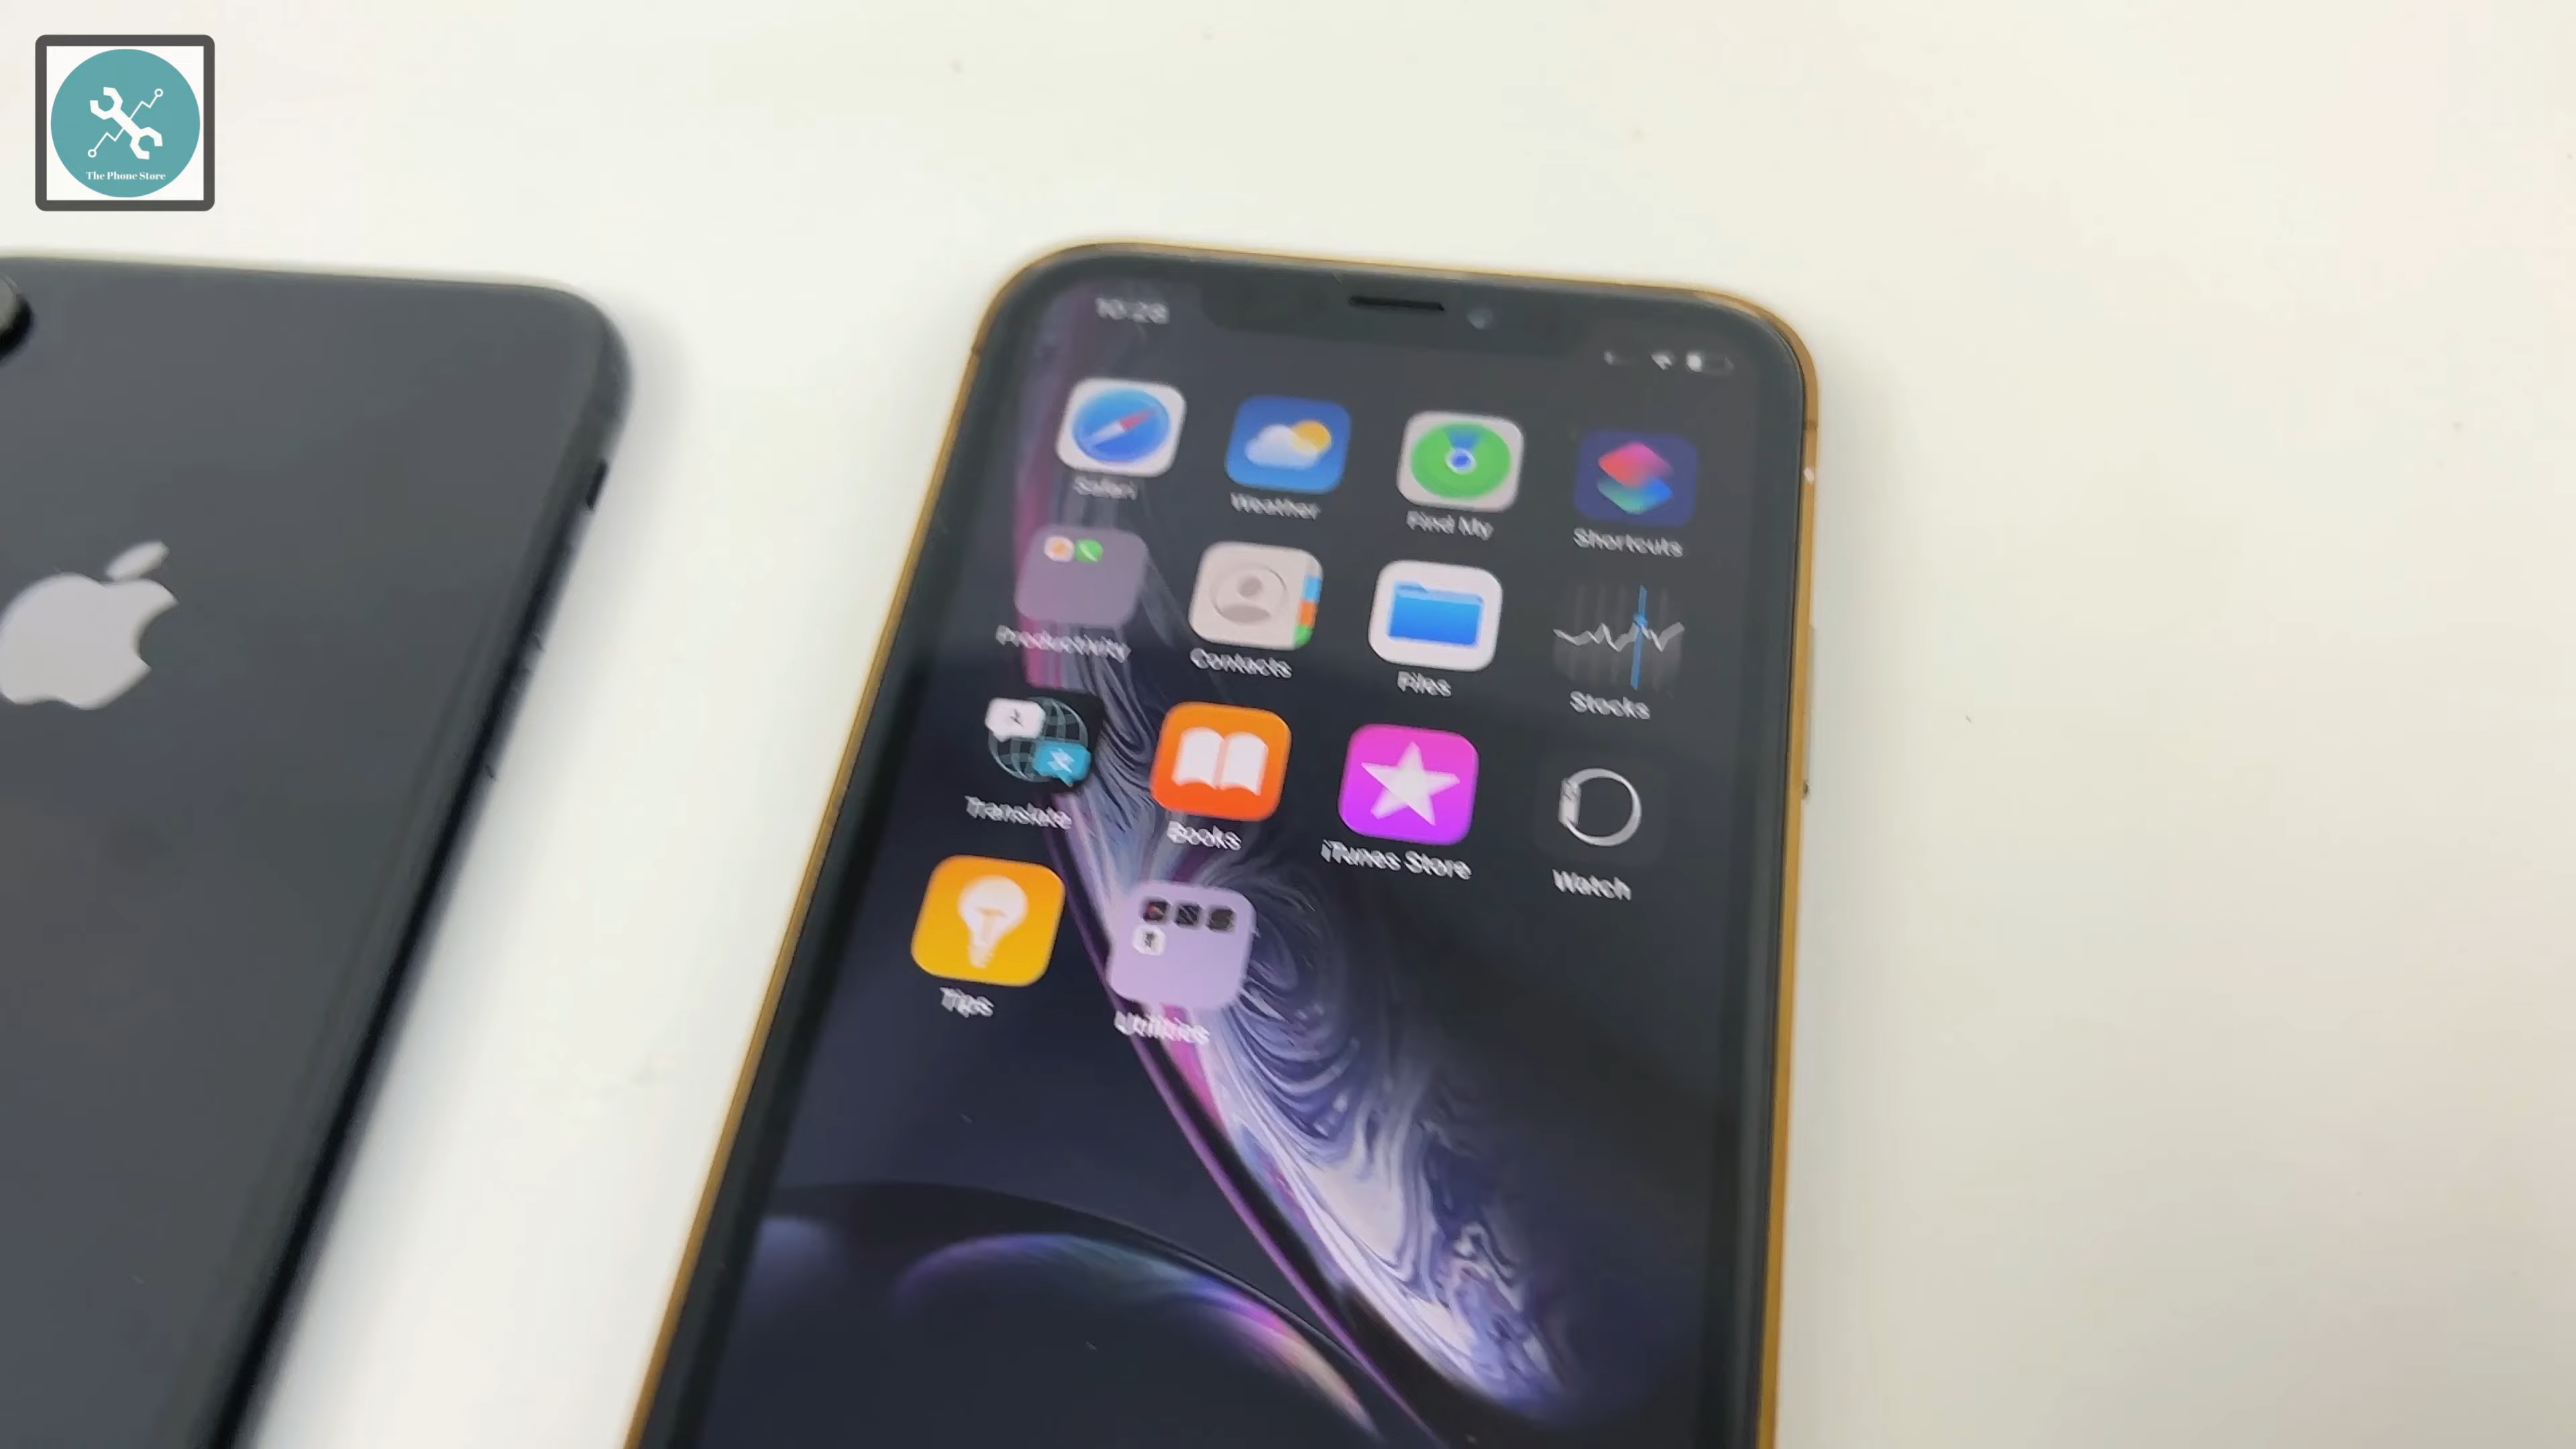 The Phone Store
10:28
Safari
Weather
Find My
Shortcuts
Productivity
Contacts
Files
Stocks
Translate
Books
iTunes Store
Watch
Tips
Utilities